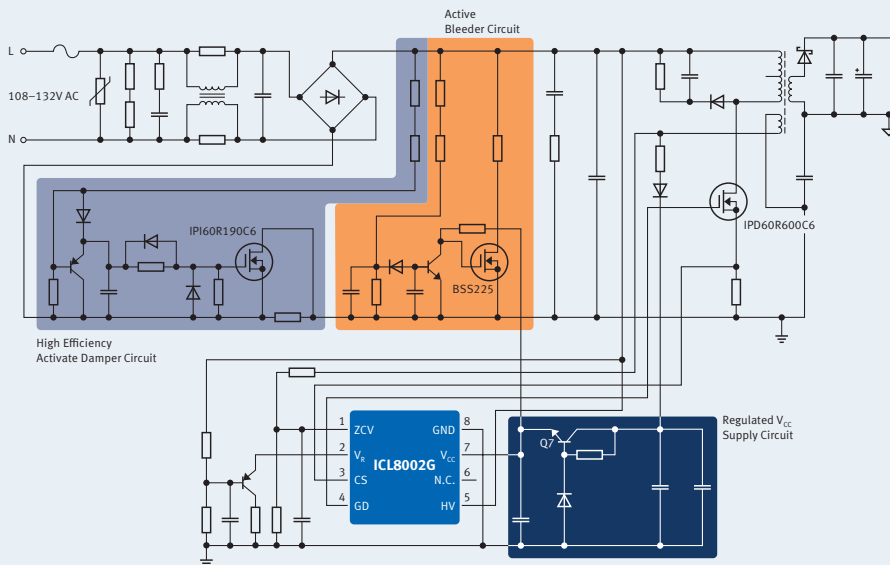 Active
Bleeder Circuit
L
108–132V AC
N
IPI60R190C6
BSS225
IPD60R600C6
High Efficiency
Activate Damper Circuit
Regulated VCC
Supply Circuit
ICL8002G
1 ZCV GND 8
2 VR VCC 7
3 CS N.C. 6
4 GD HV 5
Q7